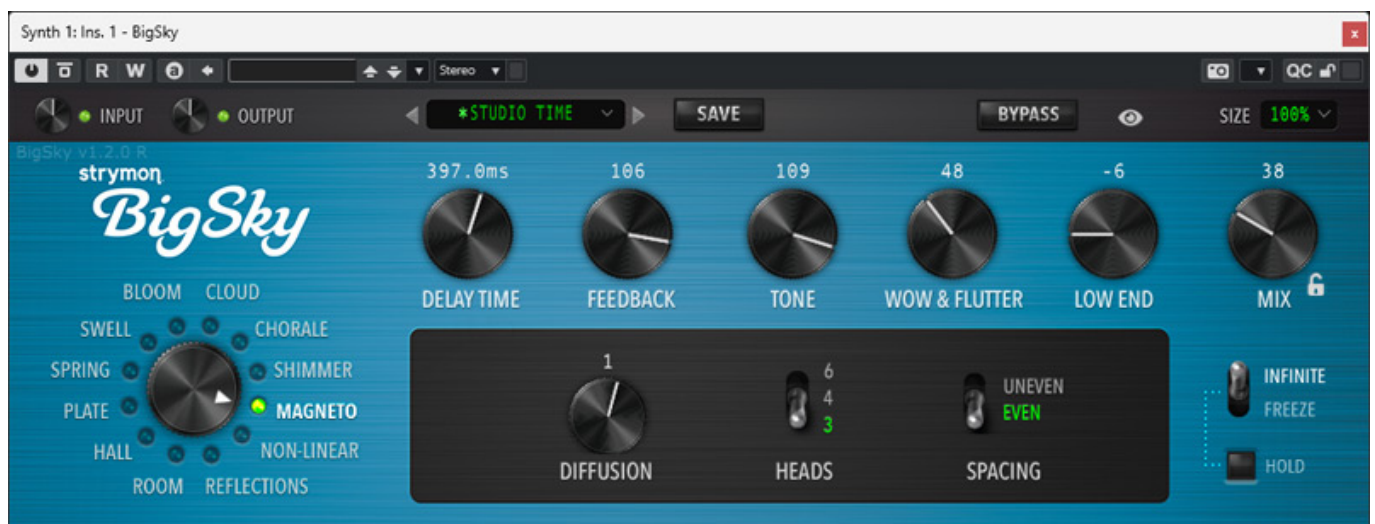 Synth 1: Ins. 1 - BigSky
x
R W a Stereo QC
INPUT OUTPUT *STUDIO TIME SAVE BYPASS SIZE 100%
BigSky v1.2.0 R
strymon
BigSky
397.0ms 106 109 48 -6 38
DELAY TIME FEEDBACK TONE WOW & FLUTTER LOW END MIX
BLOOM CLOUD
SWELL CHORALE
SPRING SHIMMER
PLATE MAGNETO
HALL NON-LINEAR
ROOM REFLECTIONS
1
DIFFUSION
6
4
3
HEADS
UNEVEN
EVEN
SPACING
INFINITE
FREEZE
HOLD